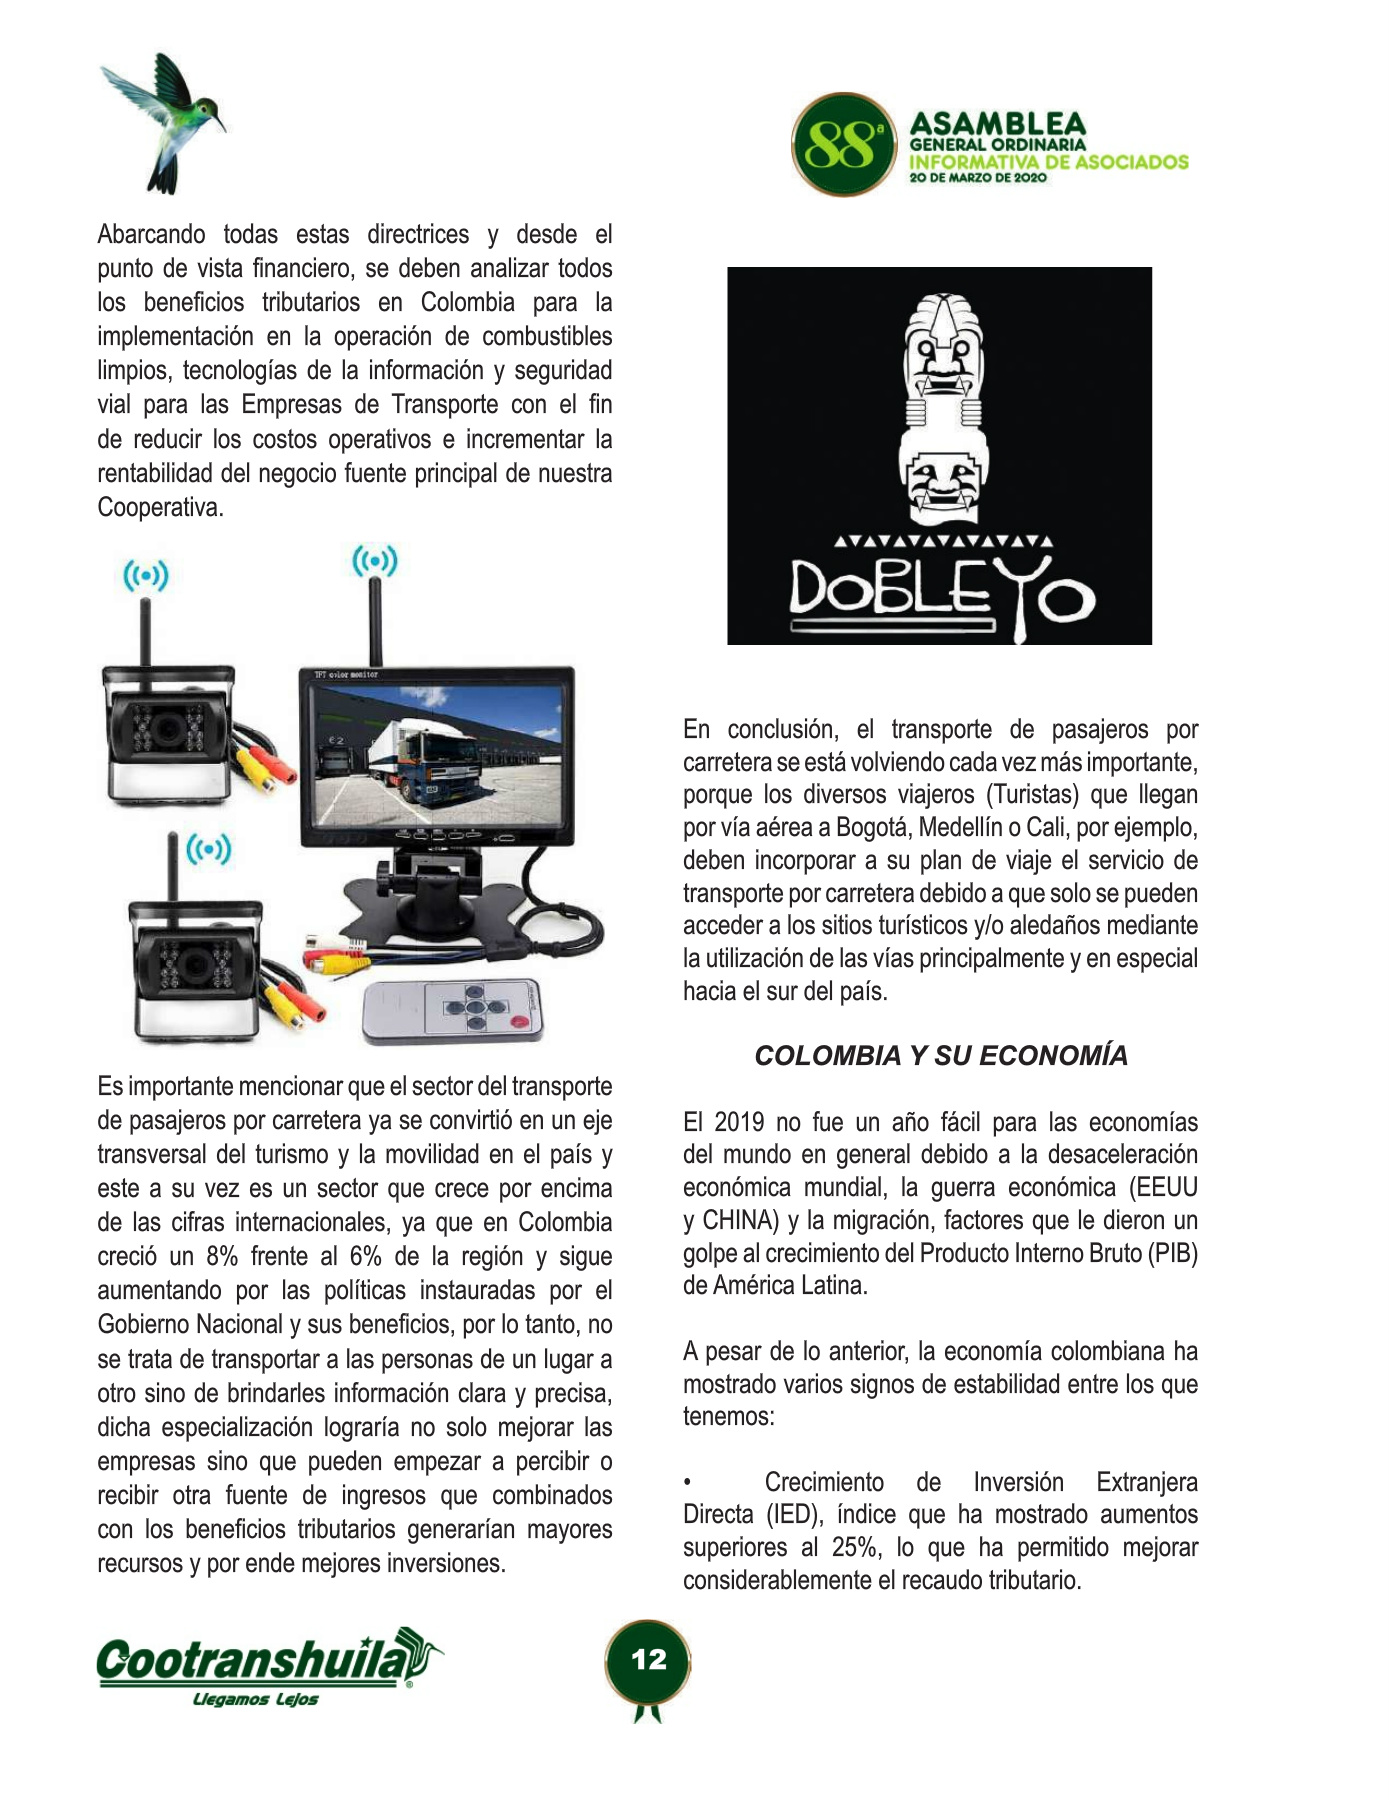 88ª
ASAMBLEA
GENERAL ORDINARIA
INFORMATIVA DE ASOCIADOS
20 DE MARZO DE 2020
Abarcando todas estas directrices y desde el
punto de vista financiero, se deben analizar todos
los beneficios tributarios en Colombia para la
implementación en la operación de combustibles
limpios, tecnologías de la información y seguridad
vial para las Empresas de Transporte con el fin
de reducir los costos operativos e incrementar la
rentabilidad del negocio fuente principal de nuestra
Cooperativa.
TFT color monitor
Es importante mencionar que el sector del transporte
de pasajeros por carretera ya se convirtió en un eje
transversal del turismo y la movilidad en el país y
este a su vez es un sector que crece por encima
de las cifras internacionales, ya que en Colombia
creció un 8% frente al 6% de la región y sigue
aumentando por las políticas instauradas por el
Gobierno Nacional y sus beneficios, por lo tanto, no
se trata de transportar a las personas de un lugar a
otro sino de brindarles información clara y precisa,
dicha especialización lograría no solo mejorar las
empresas sino que pueden empezar a percibir o
recibir otra fuente de ingresos que combinados
con los beneficios tributarios generarían mayores
recursos y por ende mejores inversiones.
DOBLEYO
En conclusión, el transporte de pasajeros por
carretera se está volviendo cada vez más importante,
porque los diversos viajeros (Turistas) que llegan
por vía aérea a Bogotá, Medellín o Cali, por ejemplo,
deben incorporar a su plan de viaje el servicio de
transporte por carretera debido a que solo se pueden
acceder a los sitios turísticos y/o aledaños mediante
la utilización de las vías principalmente y en especial
hacia el sur del país.
COLOMBIA Y SU ECONOMÍA
El 2019 no fue un año fácil para las economías
del mundo en general debido a la desaceleración
económica mundial, la guerra económica (EEUU
y CHINA) y la migración, factores que le dieron un
golpe al crecimiento del Producto Interno Bruto (PIB)
de América Latina.
A pesar de lo anterior, la economía colombiana ha
mostrado varios signos de estabilidad entre los que
tenemos:
• Crecimiento de Inversión Extranjera
Directa (IED), índice que ha mostrado aumentos
superiores al 25%, lo que ha permitido mejorar
considerablemente el recaudo tributario.
Cootranshuila®
Llegamos Lejos
12